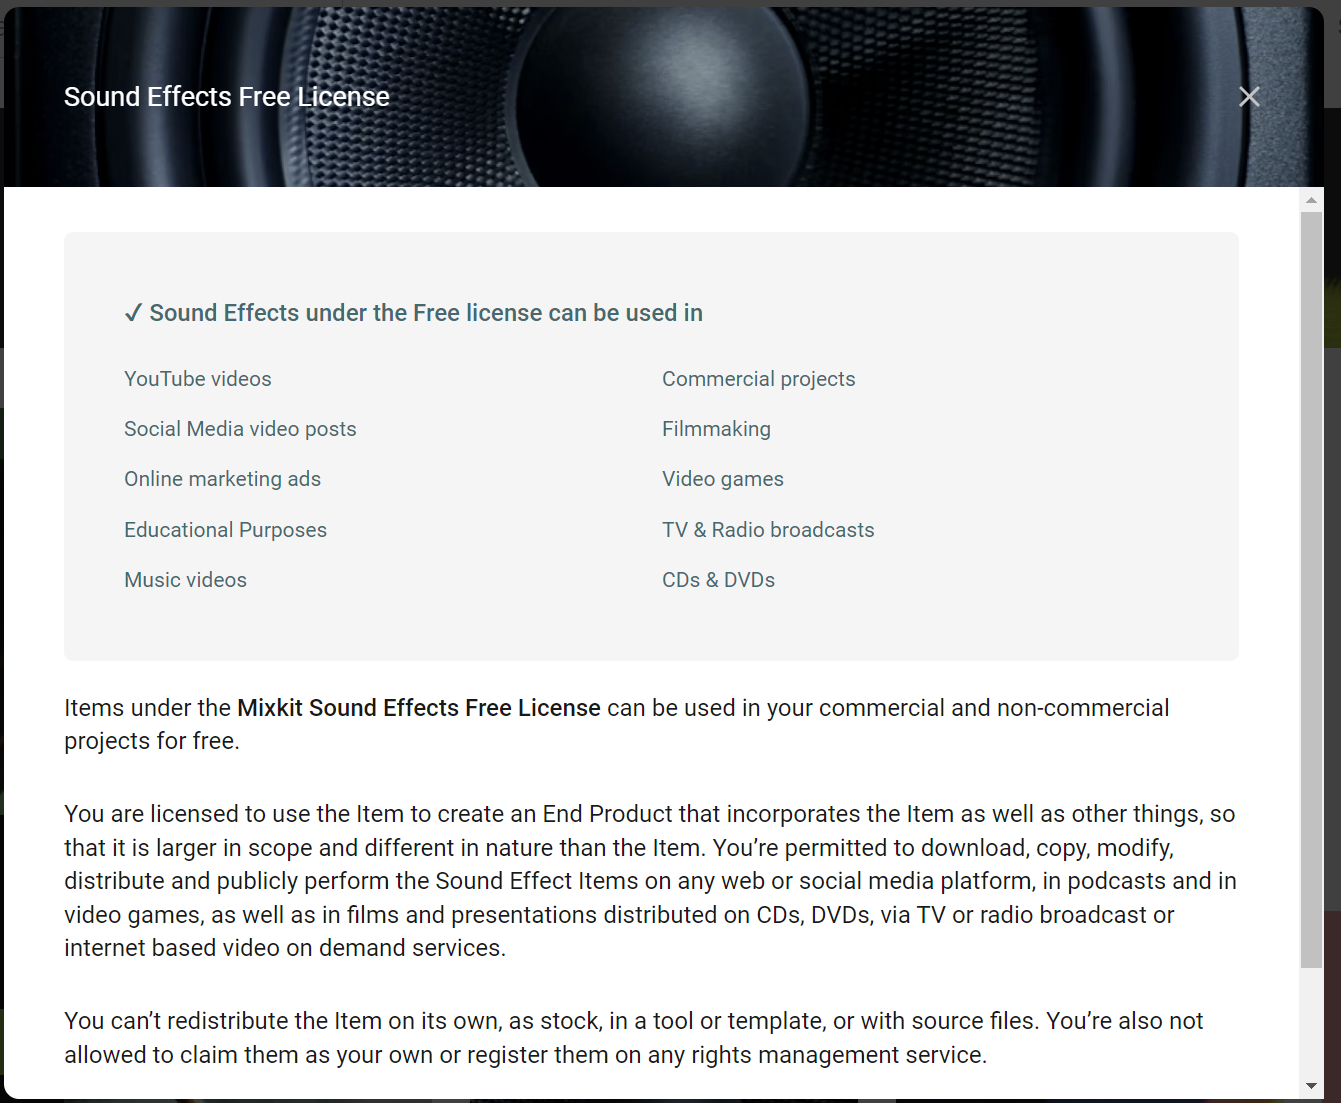 Sound Effects Free License
✓ Sound Effects under the Free license can be used in
YouTube videos
Commercial projects
Social Media video posts
Filmmaking
Online marketing ads
Video games
Educational Purposes
TV & Radio broadcasts
Music videos
CDs & DVDs
Items under the Mixkit Sound Effects Free License can be used in your commercial and non-commercial
projects for free.
You are licensed to use the Item to create an End Product that incorporates the Item as well as other things, so
that it is larger in scope and different in nature than the Item. You’re permitted to download, copy, modify,
distribute and publicly perform the Sound Effect Items on any web or social media platform, in podcasts and in
video games, as well as in films and presentations distributed on CDs, DVDs, via TV or radio broadcast or
internet based video on demand services.
You can’t redistribute the Item on its own, as stock, in a tool or template, or with source files. You’re also not
allowed to claim them as your own or register them on any rights management service.